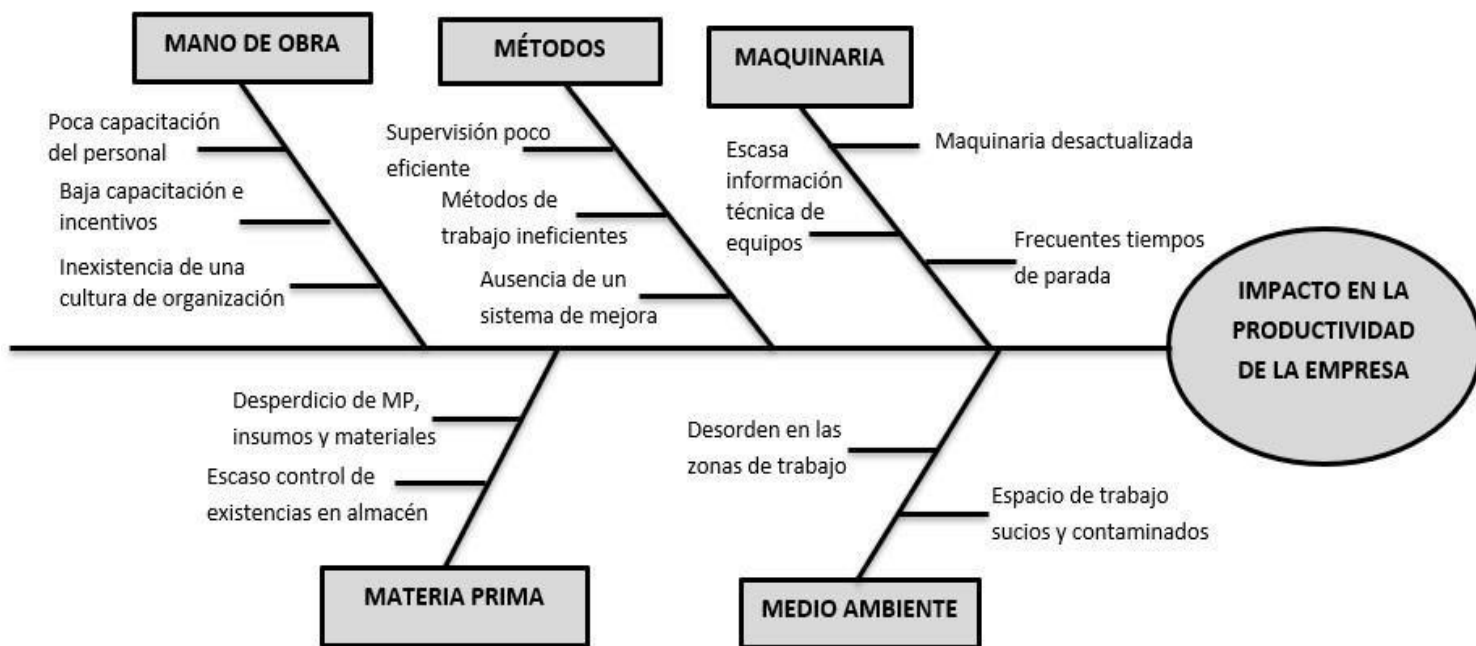 MANO DE OBRA
Poca capacitación
del personal
Baja capacitación e
incentivos
Inexistencia de una
cultura de organización
MÉTODOS
Supervisión poco
eficiente
Métodos de
trabajo ineficientes
Ausencia de un
sistema de mejora
MAQUINARIA
Escasa
información
técnica de
equipos
Maquinaria desactualizada
Frecuentes tiempos
de parada
IMPACTO EN LA
PRODUCTIVIDAD
DE LA EMPRESA
Desperdicio de MP,
insumos y materiales
Escaso control de
existencias en almacén
MATERIA PRIMA
Desorden en las
zonas de trabajo
Espacio de trabajo
sucios y contaminados
MEDIO AMBIENTE